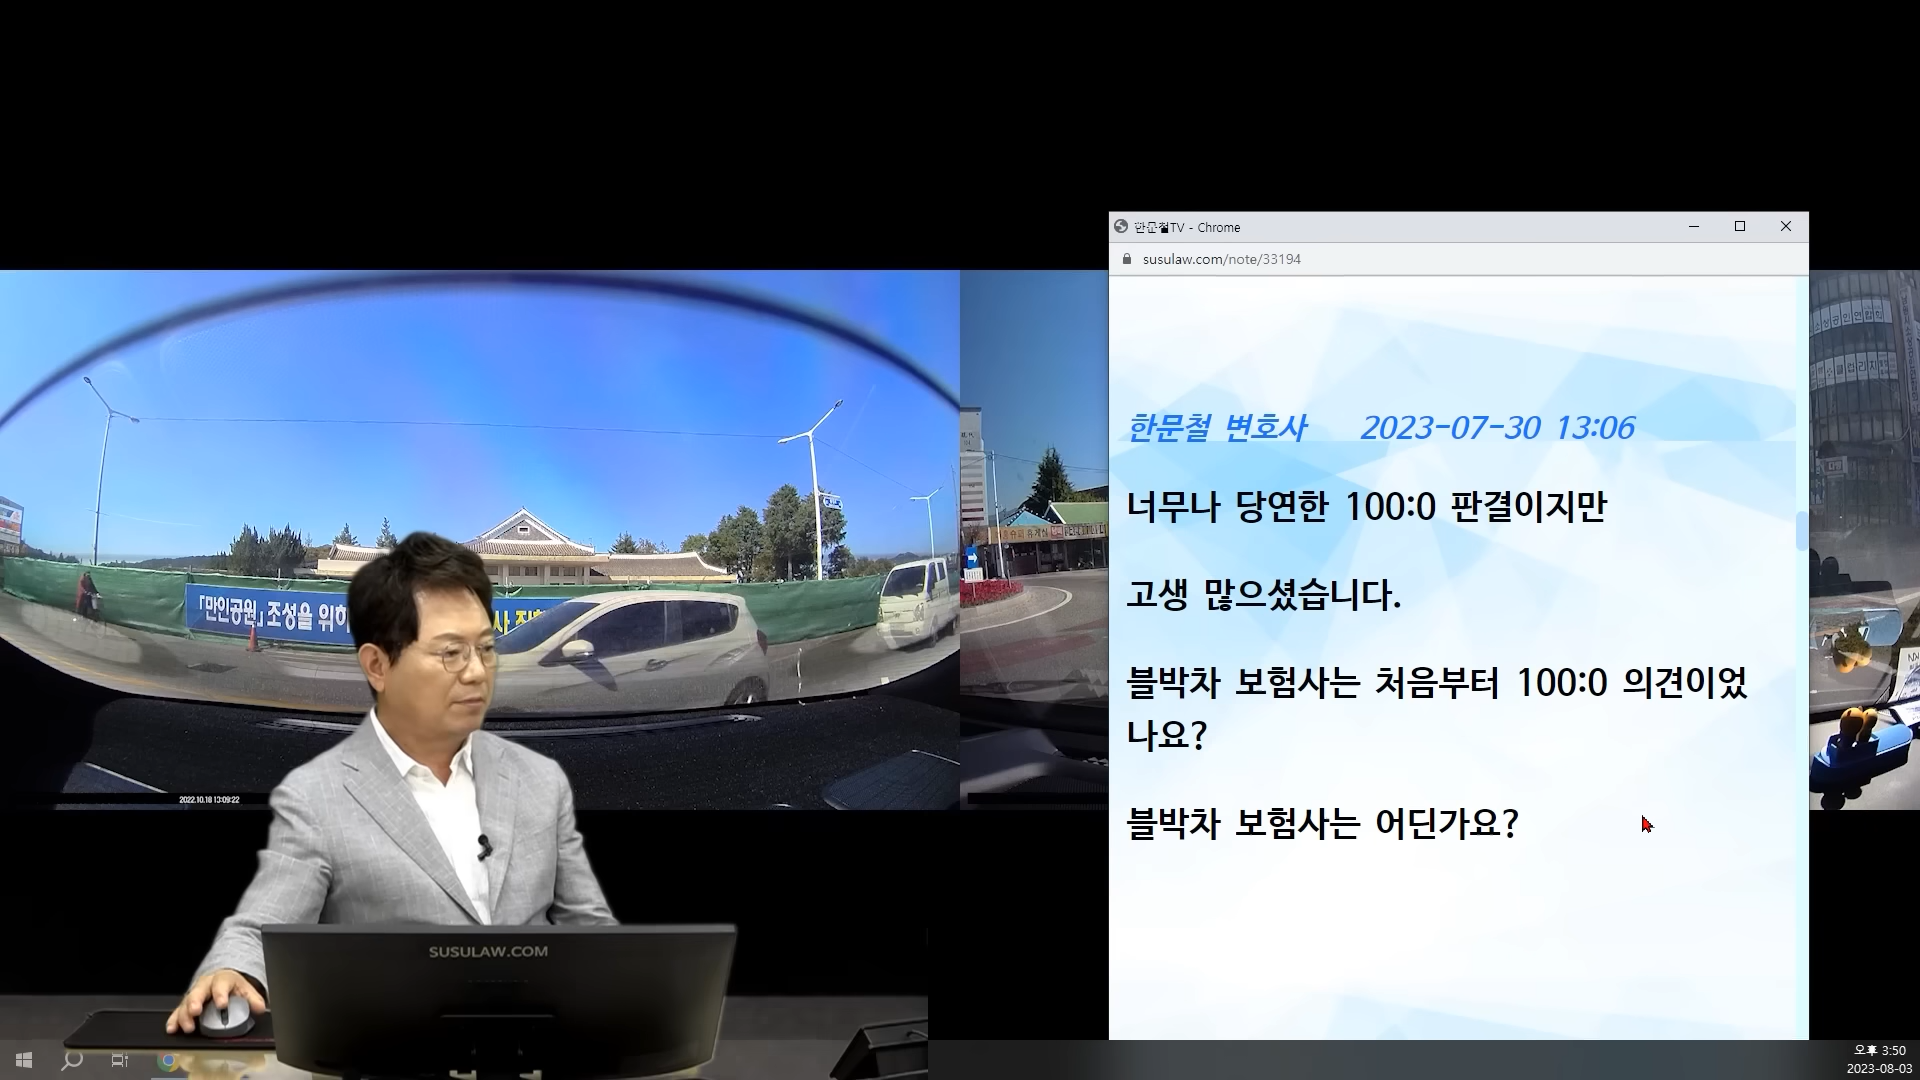 한문철TV - Chrome
susulaw.com/note/33194
한문철 변호사 2023-07-30 13:06
너무나 당연한 100:0 판결이지만
고생 많으셨습니다.
블박차 보험사는 처음부터 100:0 의견이었
나요?
블박차 보험사는 어딘가요?
「만인공원」조성을 위하
사
2022.10.18 13:09:22
SUSULAW.COM
오후 3:50
2023-08-03